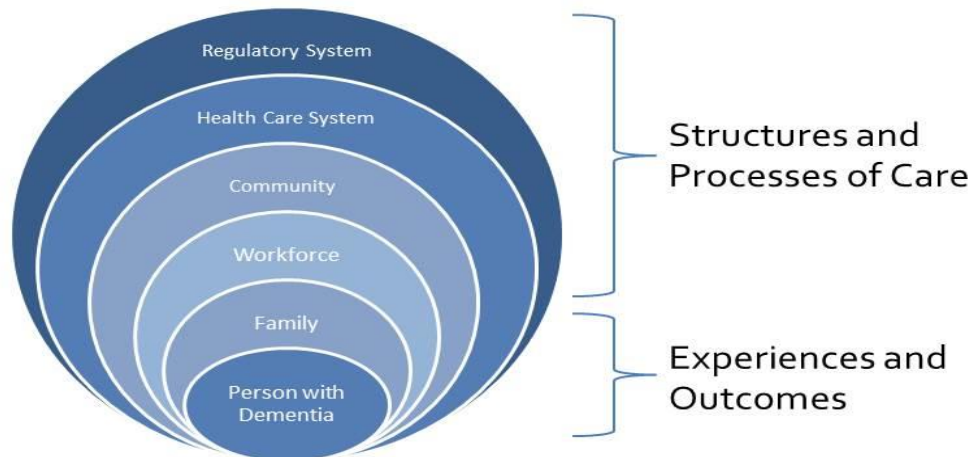 Regulatory System
Health Care System
Community
Workforce
Family
Person with
Dementia
Structures and
Processes of Care
Experiences and
Outcomes